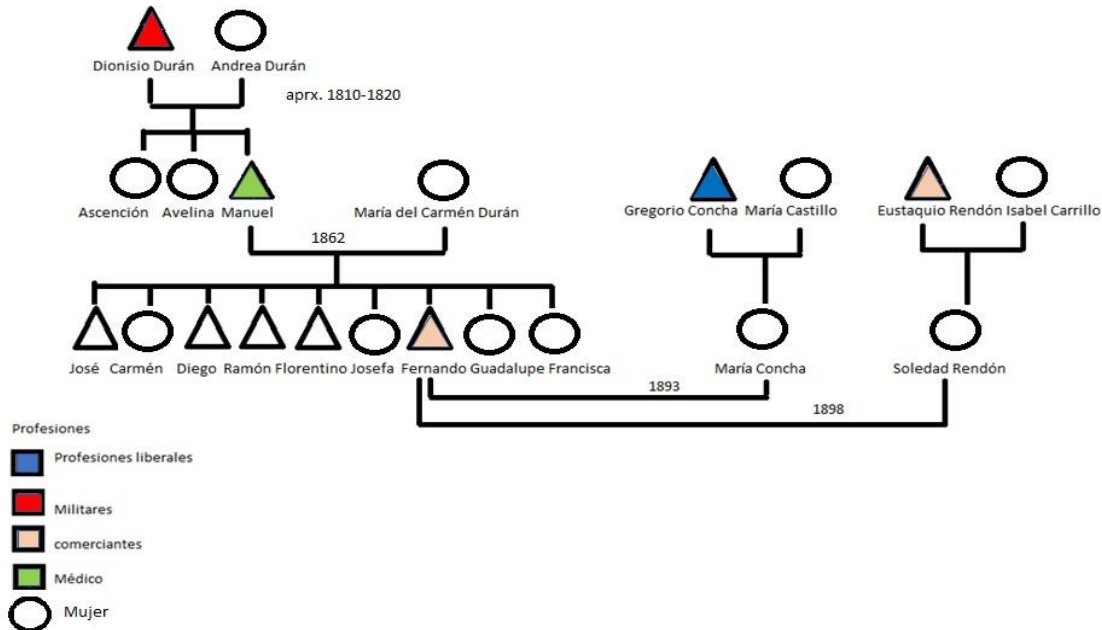 Dionisio Durán Andrea Durán
aprx. 1810-1820
Ascención Avelina Manuel María del Carmén Durán Gregorio Concha María Castillo Eustaquio Rendón Isabel Carrillo
1862
José Carmén Diego Ramón Florentino Josefa Fernando Guadalupe Francisca María Concha Soledad Rendón
1893
1898
Profesiones
Profesiones liberales
Militares
comerciantes
Médico
Mujer